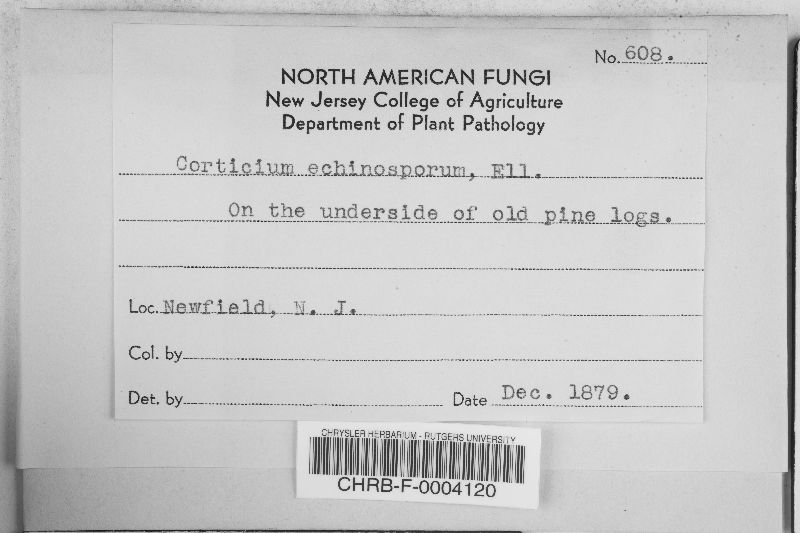 No. 608.
NORTH AMERICAN FUNGI
New Jersey College of Agriculture
Department of Plant Pathology
Corticium echinosporum, Ell.
On the underside of old pine logs.
Loc. Newfield, N. J.
Col. by
Det. by Date Dec. 1879.
CHRYSLER HERBARIUM - RUTGERS UNIVERSITY
CHRB-F-0004120